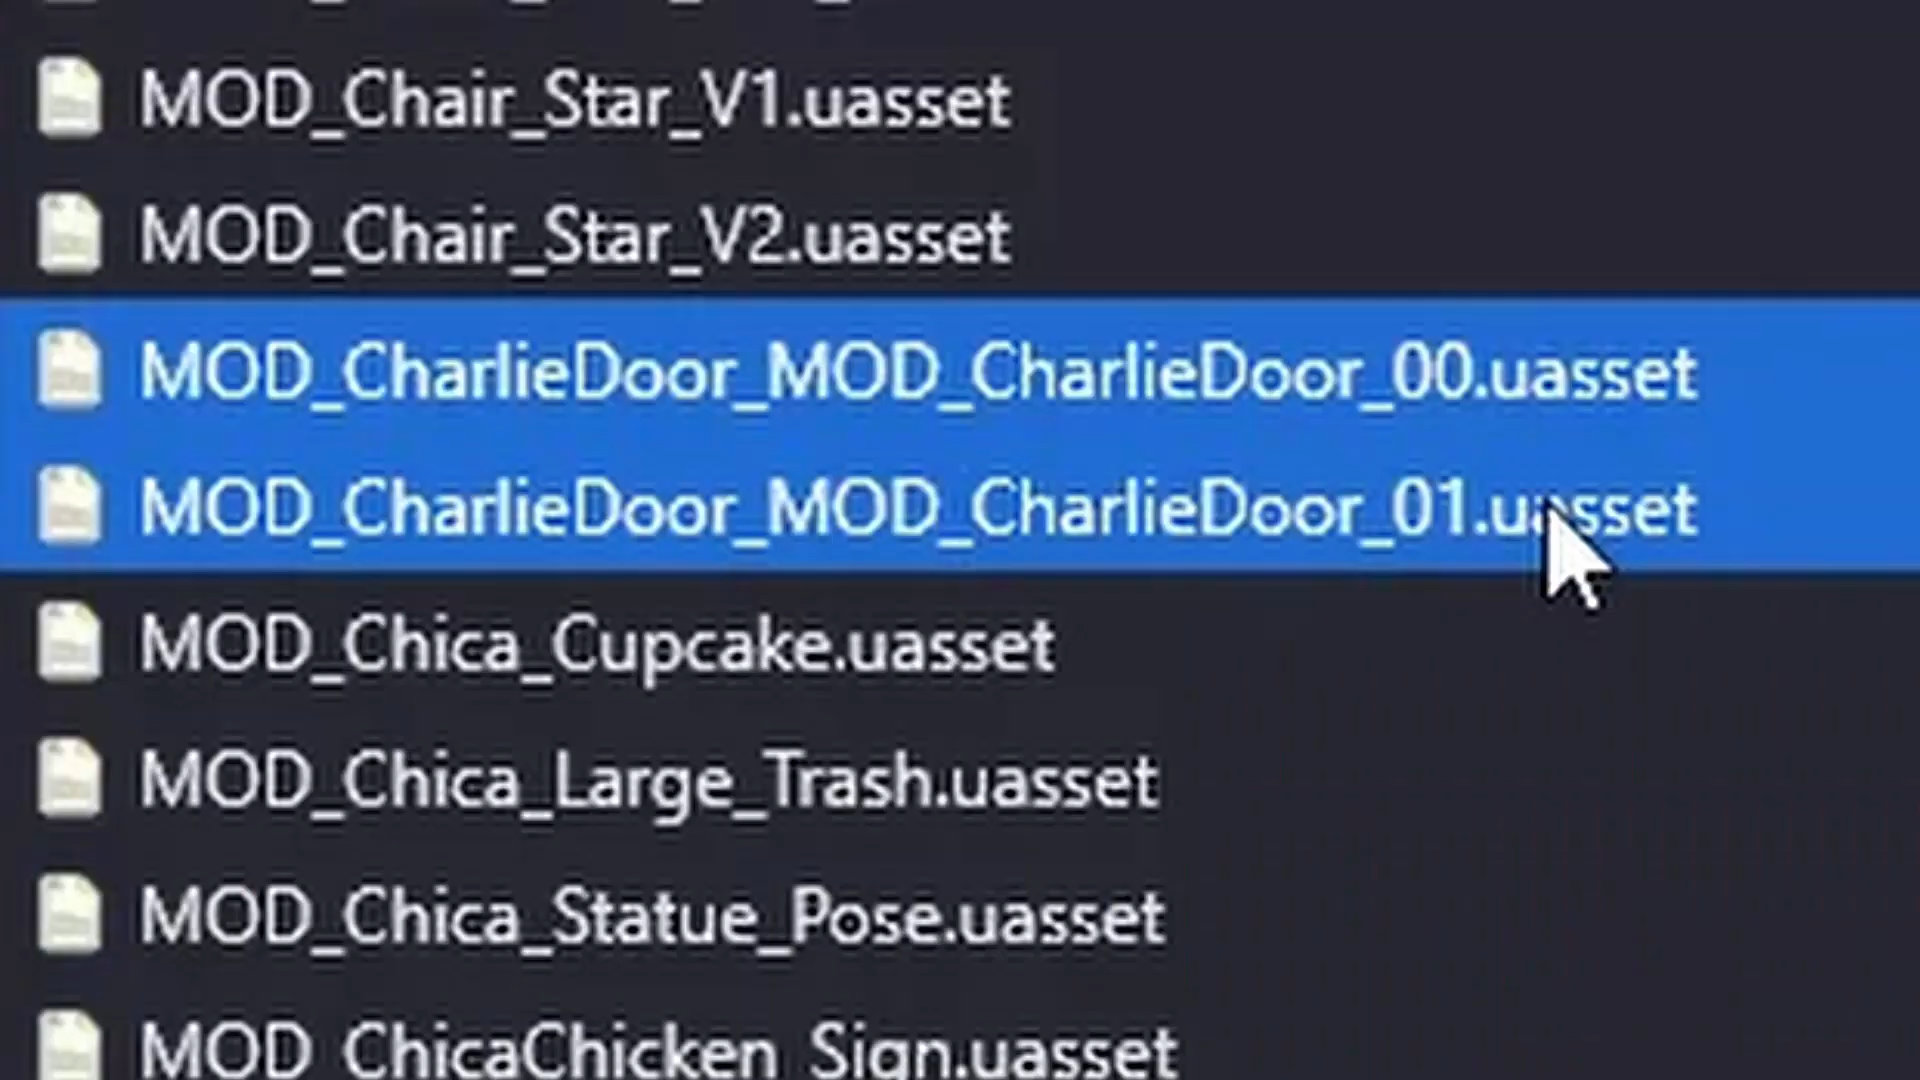 MOD_Chair_Star_V1.uasset
MOD_Chair_Star_V2.uasset
MOD_CharlieDoor_MOD_CharlieDoor_00.uasset
MOD_CharlieDoor_MOD_CharlieDoor_01.uasset
MOD_Chica_Cupcake.uasset
MOD_Chica_Large_Trash.uasset
MOD_Chica_Statue_Pose.uasset
MOD_ChicaChicken_Sign.uasset